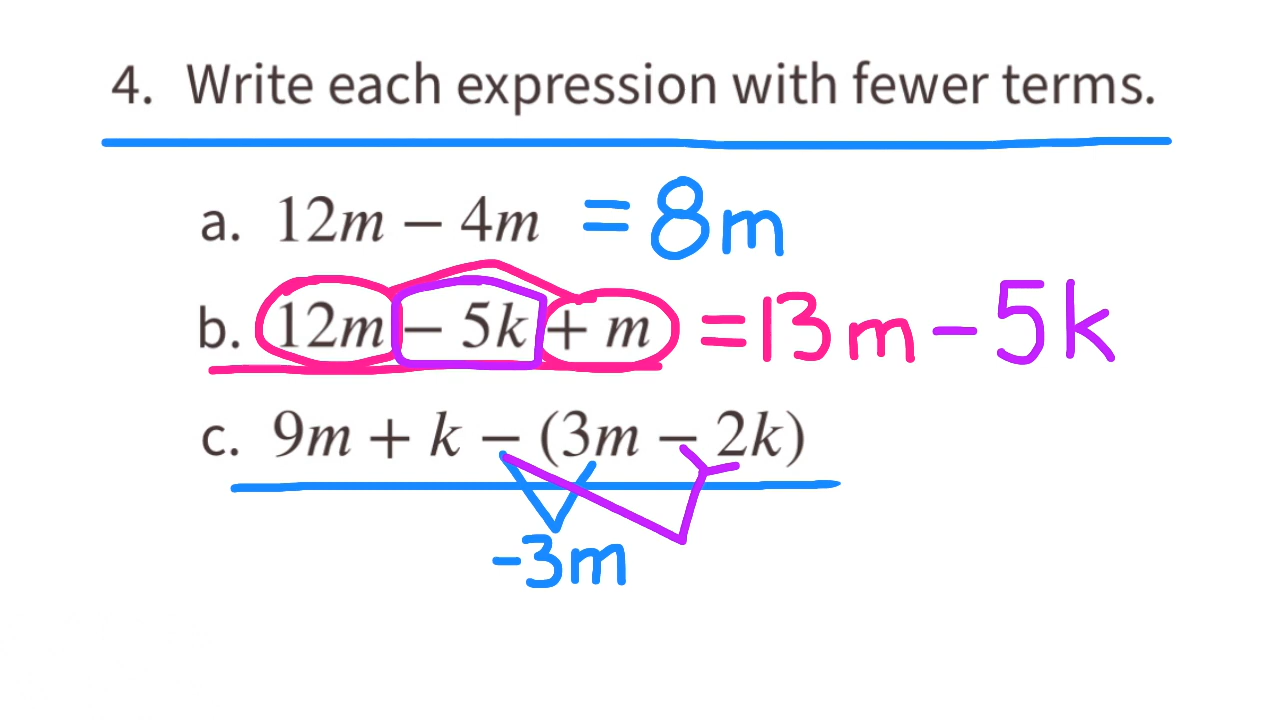 4. Write each expression with fewer terms.
a. 12m − 4m = 8m
b. 12m − 5k + m = 13m − 5k
c. 9m + k − (3m − 2k)
-3m